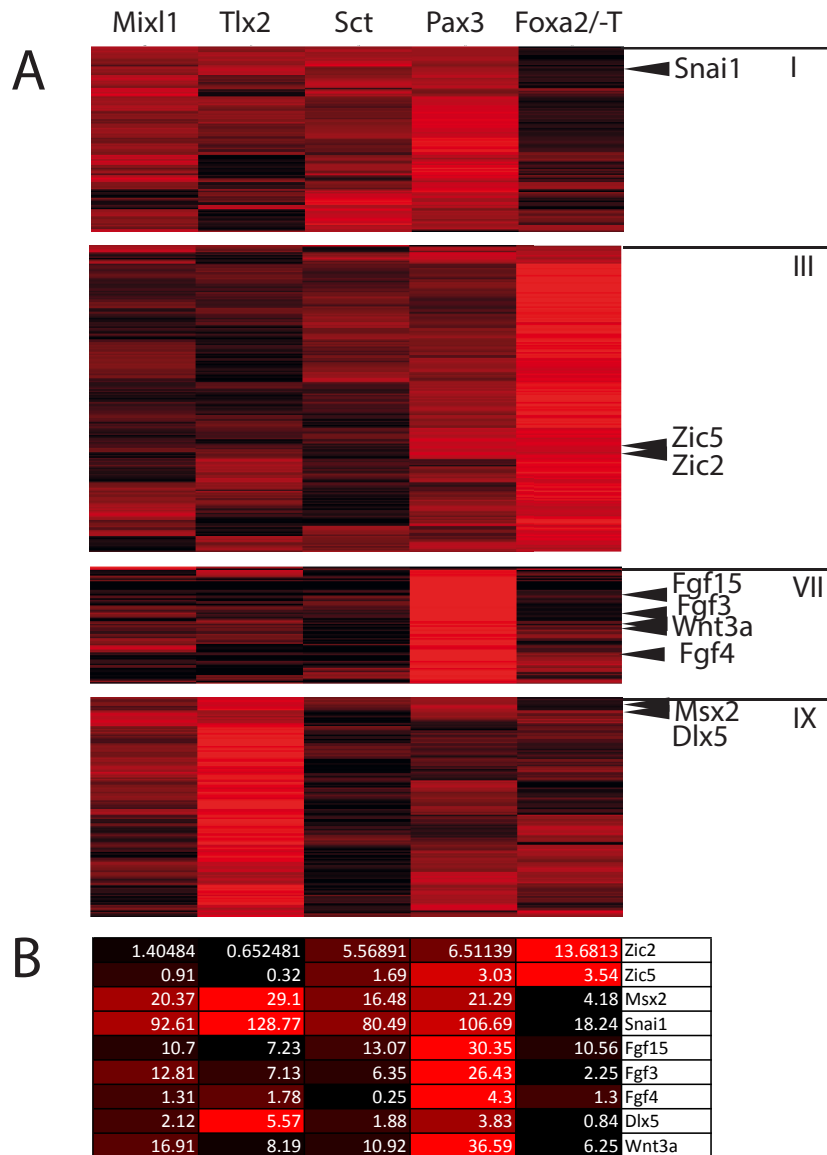 Mixl1 Tlx2 Sct Pax3 Foxa2/-T
A
Snai1 I
III
Zic5
Zic2
Fgf15 VII
Fgf3
Wnt3a
Fgf4
Msx2 IX
Dlx5
B
1.40484 0.652481 5.56891 6.51139 13.6813 Zic2
0.91 0.32 1.69 3.03 3.54 Zic5
20.37 29.1 16.48 21.29 4.18 Msx2
92.61 128.77 80.49 106.69 18.24 Snai1
10.7 7.23 13.07 30.35 10.56 Fgf15
12.81 7.13 6.35 26.43 2.25 Fgf3
1.31 1.78 0.25 4.3 1.3 Fgf4
2.12 5.57 1.88 3.83 0.84 Dlx5
16.91 8.19 10.92 36.59 6.25 Wnt3a